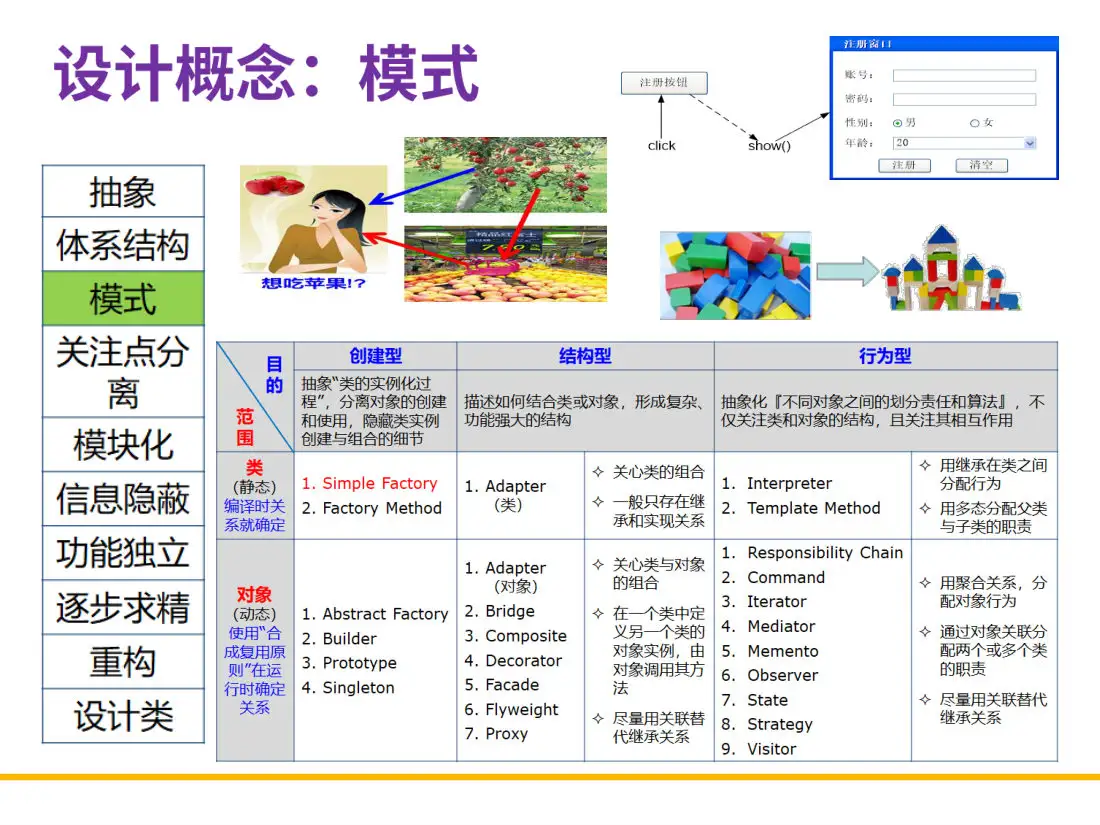 设计概念：模式
注册按钮
click
show()
注册窗口
账号：
密码：
性别：
男
女
年龄：
20
注册
清空
想吃苹果!?
抽象
体系结构
模式
关注点分
离
模块化
信息隐蔽
功能独立
逐步求精
重构
设计类
目
的
范
围
创建型
结构型
行为型
抽象“类的实例化过
程”，分离对象的创建
和使用，隐藏类实例
创建与组合的细节
描述如何结合类或对象，形成复杂、
功能强大的结构
抽象化『不同对象之间的划分责任和算法』，不
仅关注类和对象的结构，且关注其相互作用
类
(静态)
编译时关
系就确定
1. Simple Factory
2. Factory Method
1. Adapter
（类）
✧ 关心类的组合
✧ 一般只存在继
承和实现关系
1. Interpreter
2. Template Method
✧ 用继承在类之间
分配行为
✧ 用多态分配父类
与子类的职责
对象
(动态)
使用“合
成复用原
则”在运
行时确定
关系
1. Abstract Factory
2. Builder
3. Prototype
4. Singleton
1. Adapter
（对象）
2. Bridge
3. Composite
4. Decorator
5. Facade
6. Flyweight
7. Proxy
✧ 关心类与对象
的组合
✧ 在一个类中定
义另一个类的
对象实例，由
对象调用其方
法
✧ 尽量用关联替
代继承关系
1. Responsibility Chain
2. Command
3. Iterator
4. Mediator
5. Memento
6. Observer
7. State
8. Strategy
9. Visitor
✧ 用聚合关系，分
配对象行为
✧ 通过对象关联分
配两个或多个类
的职责
✧ 尽量用关联替代
继承关系